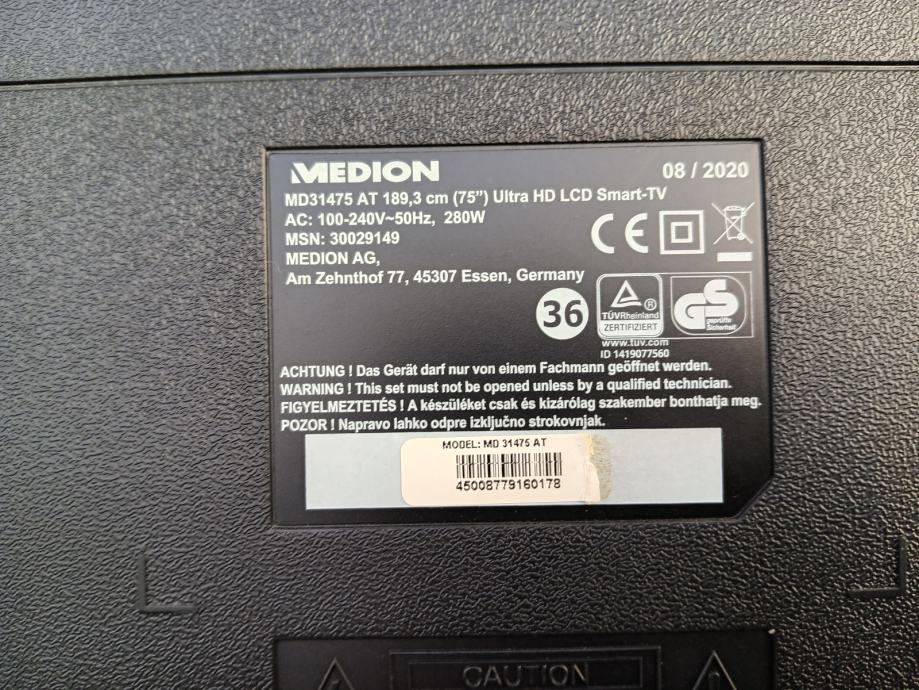 MEDION
08 / 2020
MD31475 AT 189,3 cm (75") Ultra HD LCD Smart-TV
AC: 100-240V~50Hz, 280W
MSN: 30029149
MEDION AG,
Am Zehnthof 77, 45307 Essen, Germany
CE
36
TÜVRheinland
ZERTIFIZIERT
GS
geprüfte
Sicherheit
www.tuv.com
ID 1419077560
ACHTUNG ! Das Gerät darf nur von einem Fachmann geöffnet werden.
WARNING ! This set must not be opened unless by a qualified technician.
FIGYELMEZTETÉS ! A készüléket csak és kizárólag szakember bonthatja meg.
POZOR ! Napravo lahko odpre izključno strokovnjak.
MODEL: MD 31475 AT
45008779160178
CAUTION